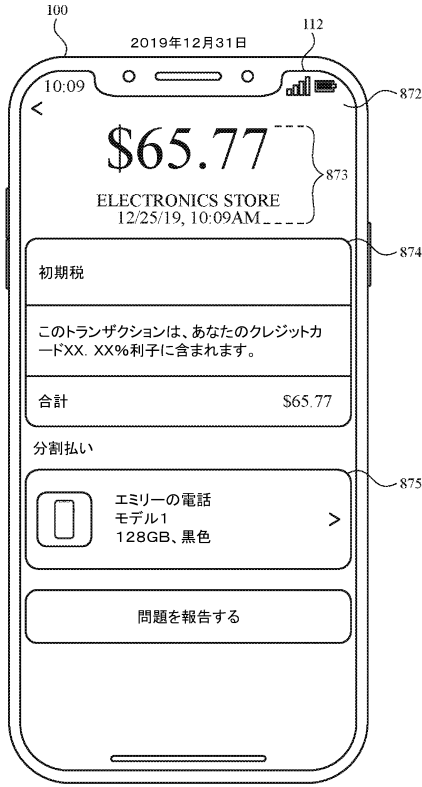 100
2019年12月31日
112
10:09
872
<
$65.77
873
ELECTRONICS STORE
12/25/19, 10:09AM
874
初期税
このトランザクションは、あなたのクレジットカ
ードXX. XX%利子に含まれます。
合計 $65.77
分割払い
875
エミリーの電話
モデル1
128GB、黒色
>
問題を報告する